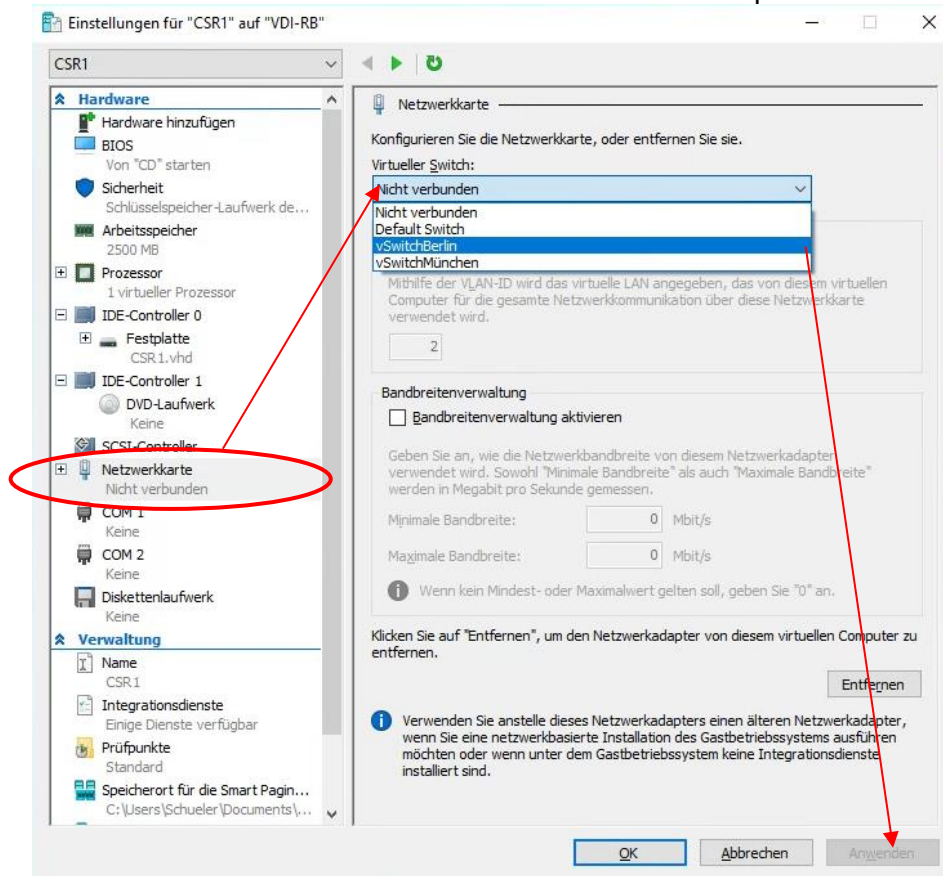 Einstellungen für "CSR1" auf "VDI-RB"
CSR1
Hardware
Hardware hinzufügen
BIOS
Von "CD" starten
Sicherheit
Schlüsselspeicher-Laufwerk de...
Arbeitsspeicher
2500 MB
Prozessor
1 virtueller Prozessor
IDE-Controller 0
Festplatte
CSR1.vhd
IDE-Controller 1
DVD-Laufwerk
Keine
SCSI-Controller
Netzwerkkarte
Nicht verbunden
COM 1
Keine
COM 2
Keine
Diskettenlaufwerk
Keine
Verwaltung
Name
CSR1
Integrationsdienste
Einige Dienste verfügbar
Prüfpunkte
Standard
Speicherort für die Smart Pagin...
C:\Users\Schueler\Documents\...
Netzwerkkarte
Konfigurieren Sie die Netzwerkkarte, oder entfernen Sie sie.
Virtueller Switch:
Nicht verbunden
Nicht verbunden
Default Switch
vSwitchBerlin
vSwitchMünchen
Mithilfe der VLAN-ID wird das virtuelle LAN angegeben, das von diesem virtuellen
Computer für die gesamte Netzwerkkommunikation über diese Netzwerkkarte
verwendet wird.
2
Bandbreitenverwaltung
Bandbreitenverwaltung aktivieren
Geben Sie an, wie die Netzwerkbandbreite von diesem Netzwerkadapter
verwendet wird. Sowohl "Minimale Bandbreite" als auch "Maximale Bandbreite"
werden in Megabit pro Sekunde gemessen.
Minimale Bandbreite: 0 Mbit/s
Maximale Bandbreite: 0 Mbit/s
Wenn kein Mindest- oder Maximalwert gelten soll, geben Sie "0" an.
Klicken Sie auf "Entfernen", um den Netzwerkadapter von diesem virtuellen Computer zu
entfernen.
Entfernen
Verwenden Sie anstelle dieses Netzwerkadapters einen älteren Netzwerkadapter,
wenn Sie eine netzwerkbasierte Installation des Gastbetriebssystems ausführen
möchten oder wenn unter dem Gastbetriebssystem keine Integrationsdienste
installiert sind.
OK Abbrechen Anwenden